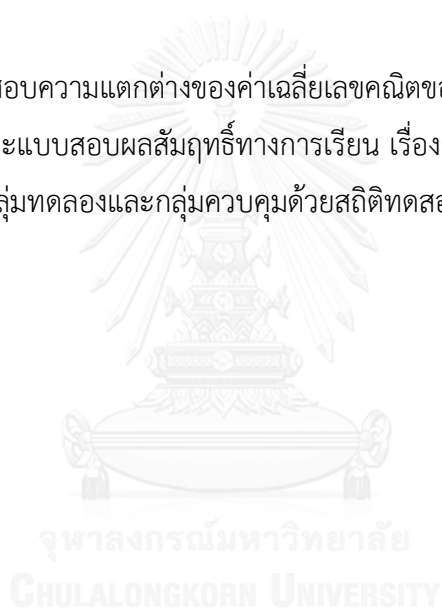 สอบความแตกต่างของค่าเฉลี่ยเลขคณิตขอ
ะแบบสอบผลสัมฤทธิ์ทางการเรียน เรื่อง
ลุ่มทดลองและกลุ่มควบคุมด้วยสถิติทดสอ
จุฬาลงกรณ์มหาวิทยาลัย
CHULALONGKORN UNIVERSITY